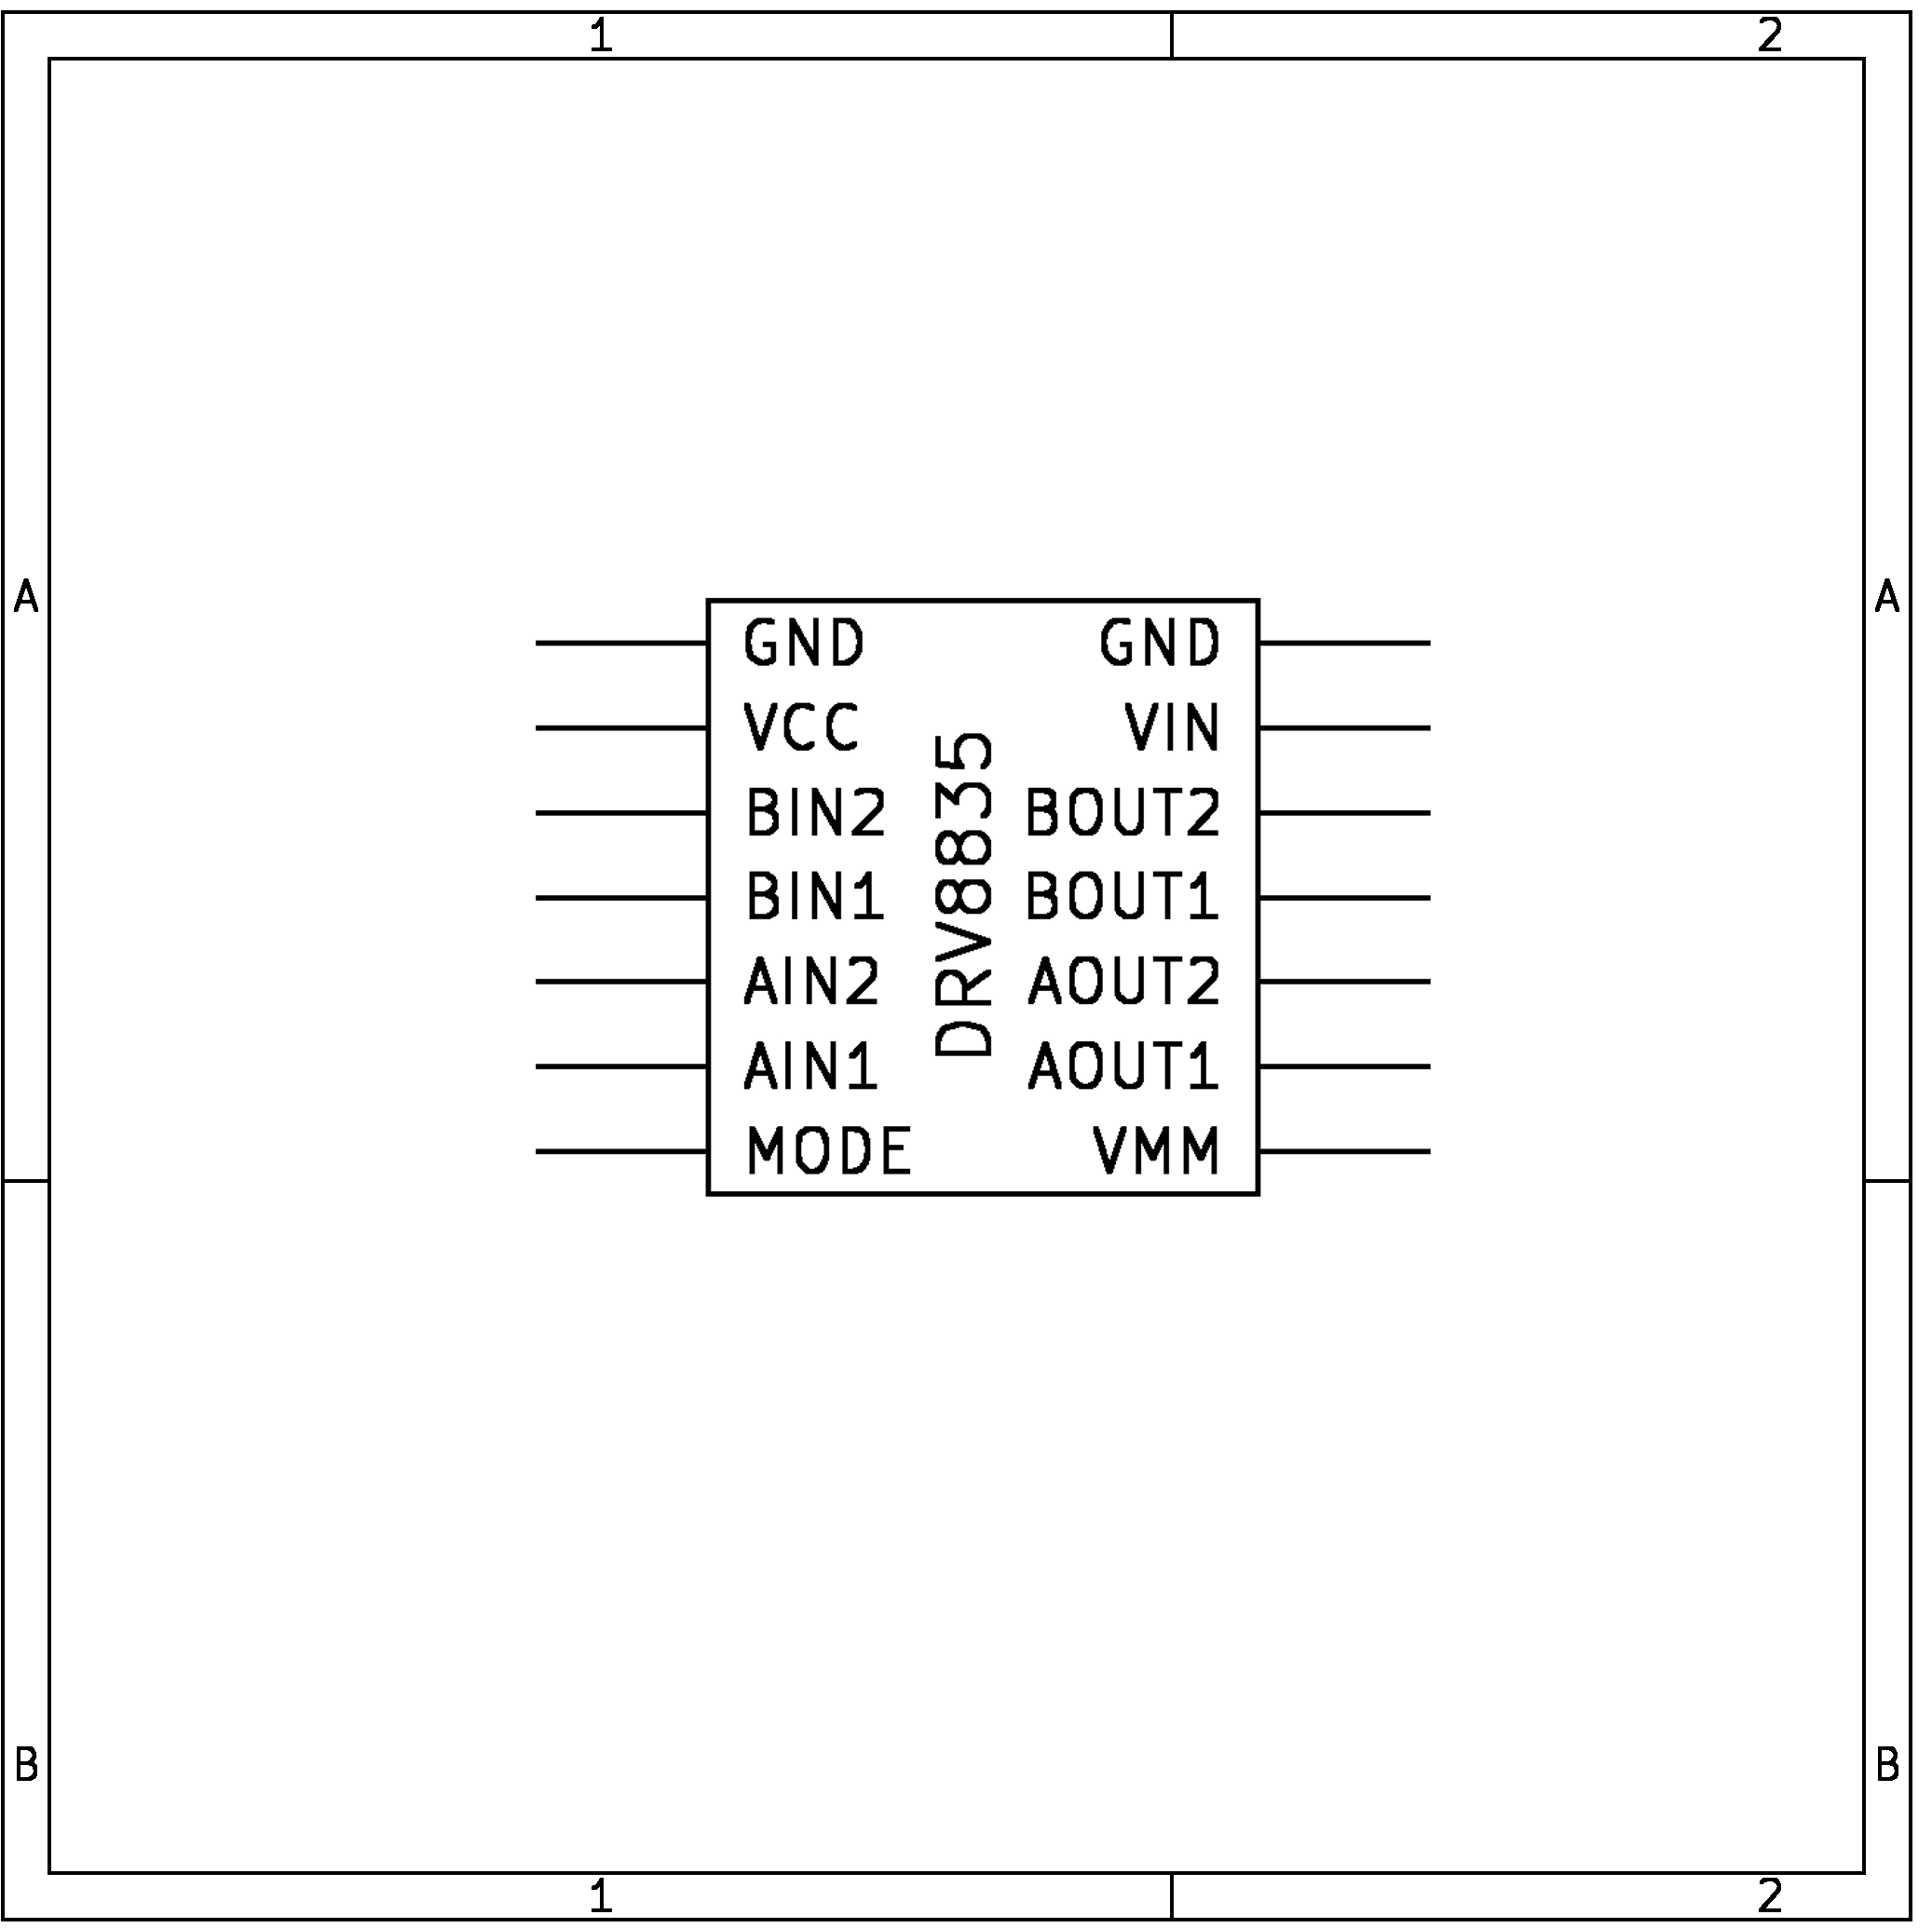 1 2
A A
GND GND
VCC VIN
DRV8835
BIN2 BOUT2
BIN1 BOUT1
AIN2 AOUT2
AIN1 AOUT1
MODE VMM
B B
1 2